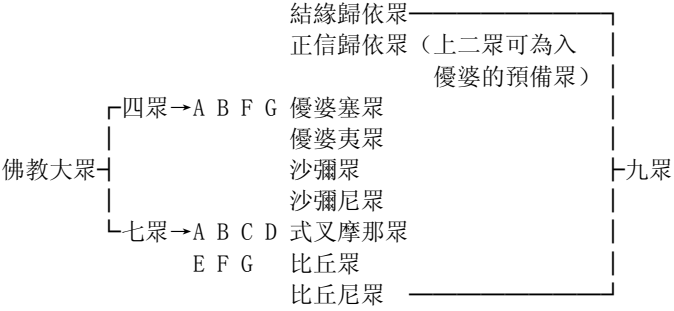 結緣歸依眾
正信歸依眾（上二眾可為入
優婆的預備眾）
四眾→A B F G 優婆塞眾
優婆夷眾
佛教大眾 沙彌眾 九眾
沙彌尼眾
七眾→A B C D 式叉摩那眾
E F G 比丘眾
比丘尼眾